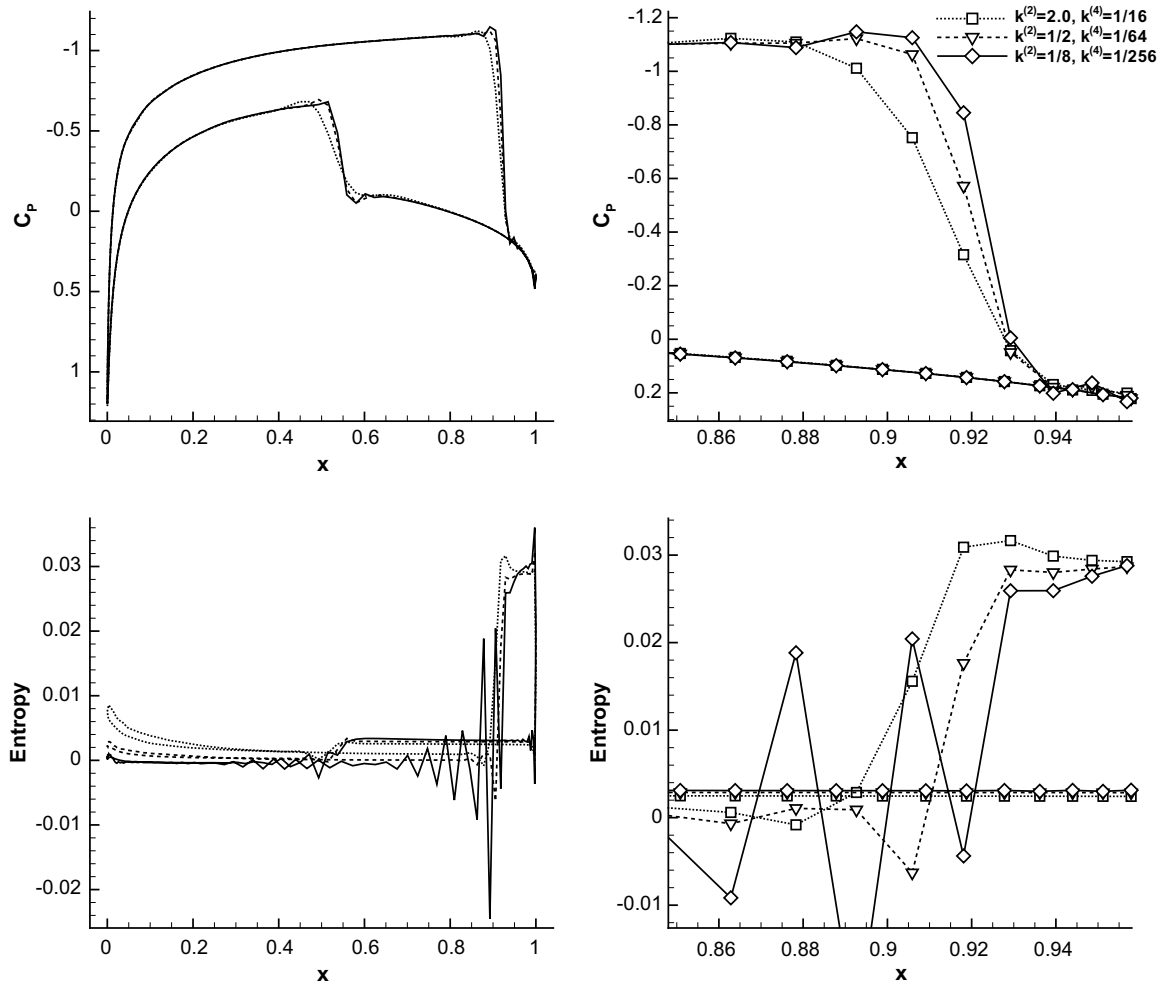 -1
-0.5
0
0.5
1
C_P
0 0.2 0.4 0.6 0.8 1
x
-1.2
-1
-0.8
-0.6
-0.4
-0.2
0
0.2
C_P
0.86 0.88 0.9 0.92 0.94
x
k^(2)=2.0, k^(4)=1/16
k^(2)=1/2, k^(4)=1/64
k^(2)=1/8, k^(4)=1/256
0.03
0.02
0.01
0
-0.01
-0.02
Entropy
0 0.2 0.4 0.6 0.8 1
x
0.03
0.02
0.01
0
-0.01
Entropy
0.86 0.88 0.9 0.92 0.94
x